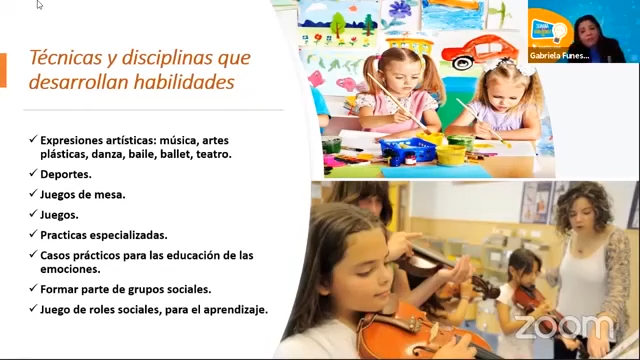 Técnicas y disciplinas que
desarrollan habilidades
✓ Expresiones artísticas: música, artes
plásticas, danza, baile, ballet, teatro.
✓ Deportes.
✓ Juegos de mesa.
✓ Juegos.
✓ Practicas especializadas.
✓ Casos prácticos para las educación de las
emociones.
✓ Formar parte de grupos sociales.
✓ Juego de roles sociales, para el aprendizaje.
Gabriela Funes...
zoom